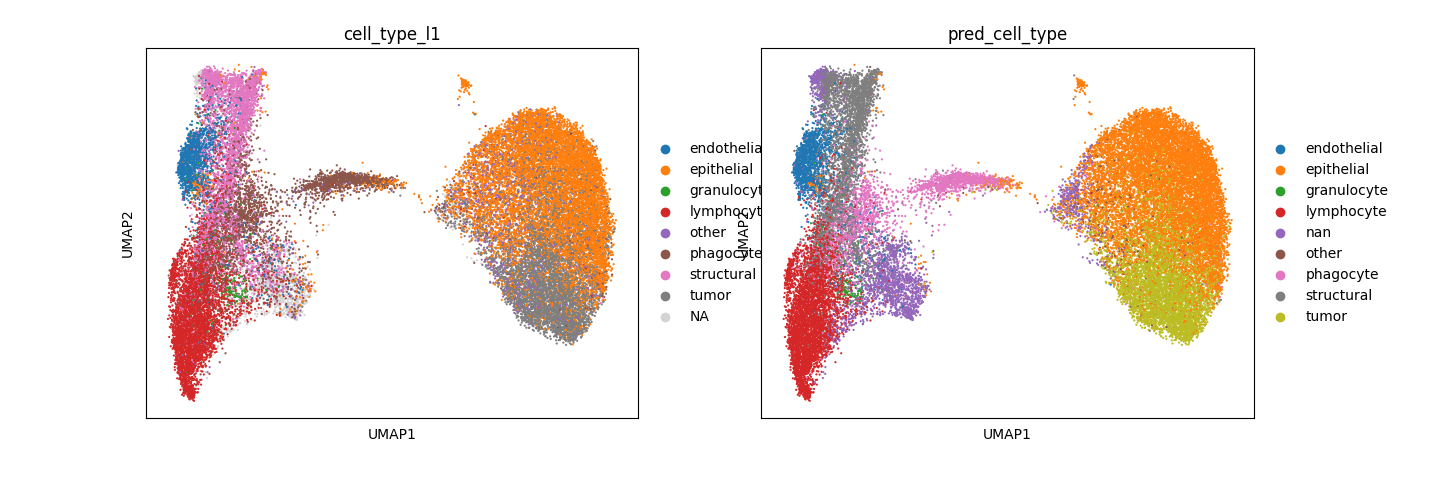 cell_type_l1
UMAP2
UMAP1
endothelia
epithelial
granulocyt
lymphocyt
other
phagocyte
structural
tumor
NA
pred_cell_type
UMAP2
UMAP1
endothelial
epithelial
granulocyte
lymphocyte
nan
other
phagocyte
structural
tumor